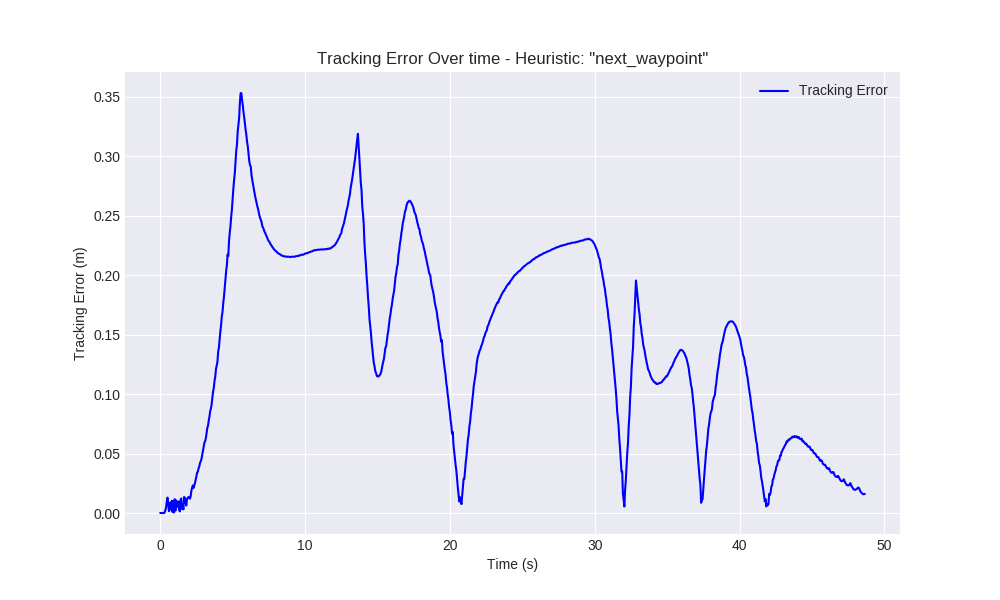 Tracking Error Over time - Heuristic: "next_waypoint"
Tracking Error
0.35
0.30
0.25
0.20
0.15
0.10
0.05
0.00
Tracking Error (m)
0 10 20 30 40 50
Time (s)